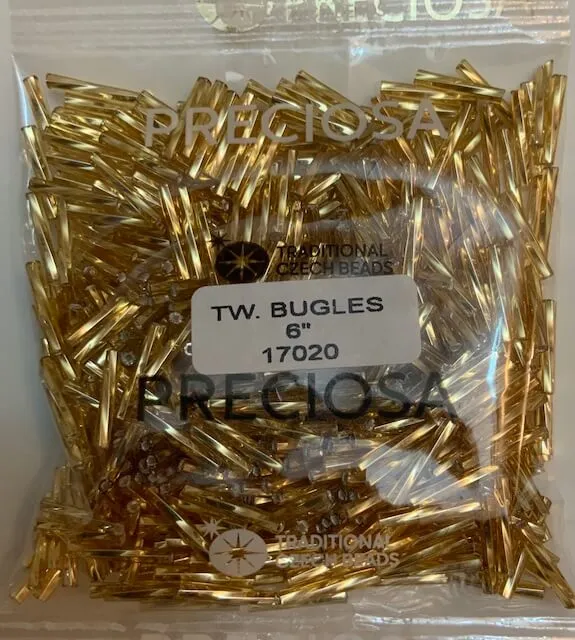 PRECIOSA
PRECIOSA
TRADITIONAL
CZECH BEADS
TW. BUGLES
6"
17020
PRECIOSA
TRADITIONAL
CZECH BEADS